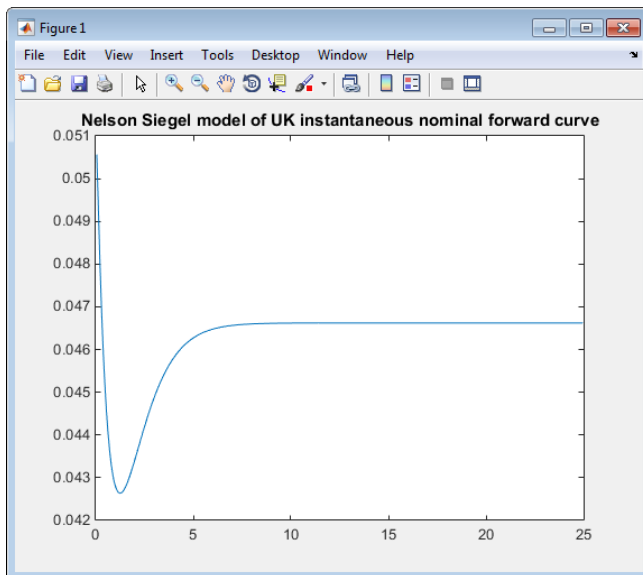 Figure 1
File Edit View Insert Tools Desktop Window Help
Nelson Siegel model of UK instantaneous nominal forward curve
0.051
0.05
0.049
0.048
0.047
0.046
0.045
0.044
0.043
0.042
0 5 10 15 20 25